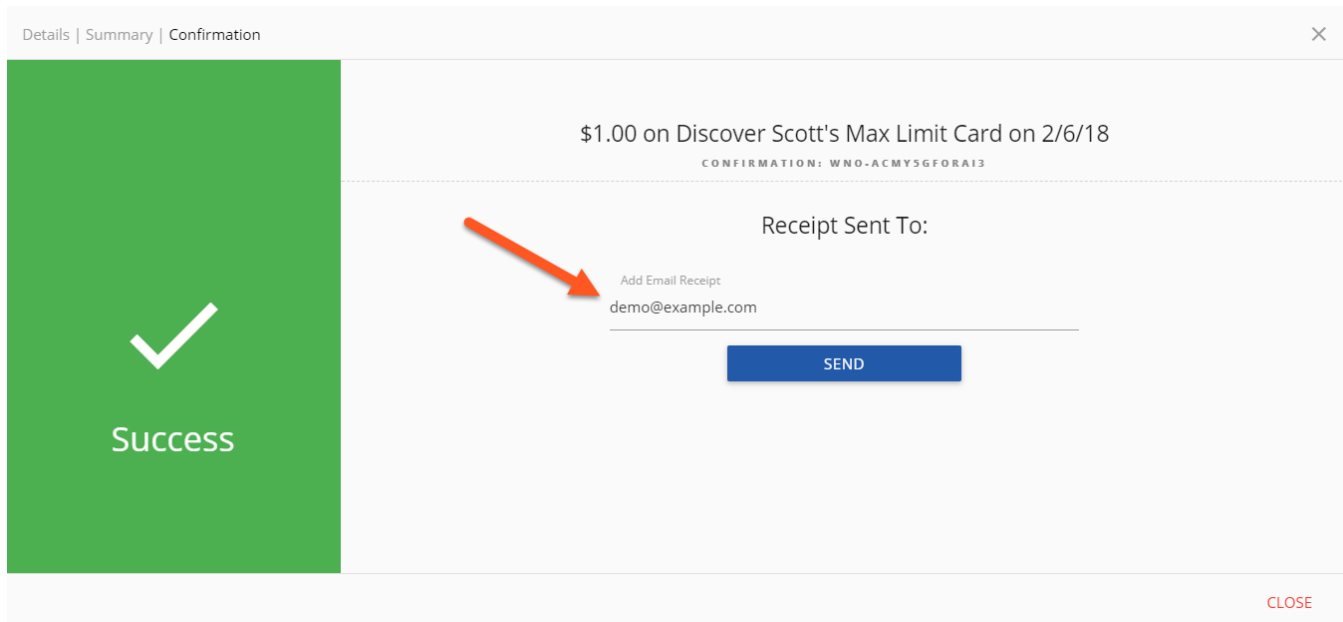 Details | Summary | Confirmation
$1.00 on Discover Scott's Max Limit Card on 2/6/18
CONFIRMATION: WNO-ACMY5GFORAI3
Receipt Sent To:
Add Email Receipt
demo@example.com
SEND
Success
CLOSE